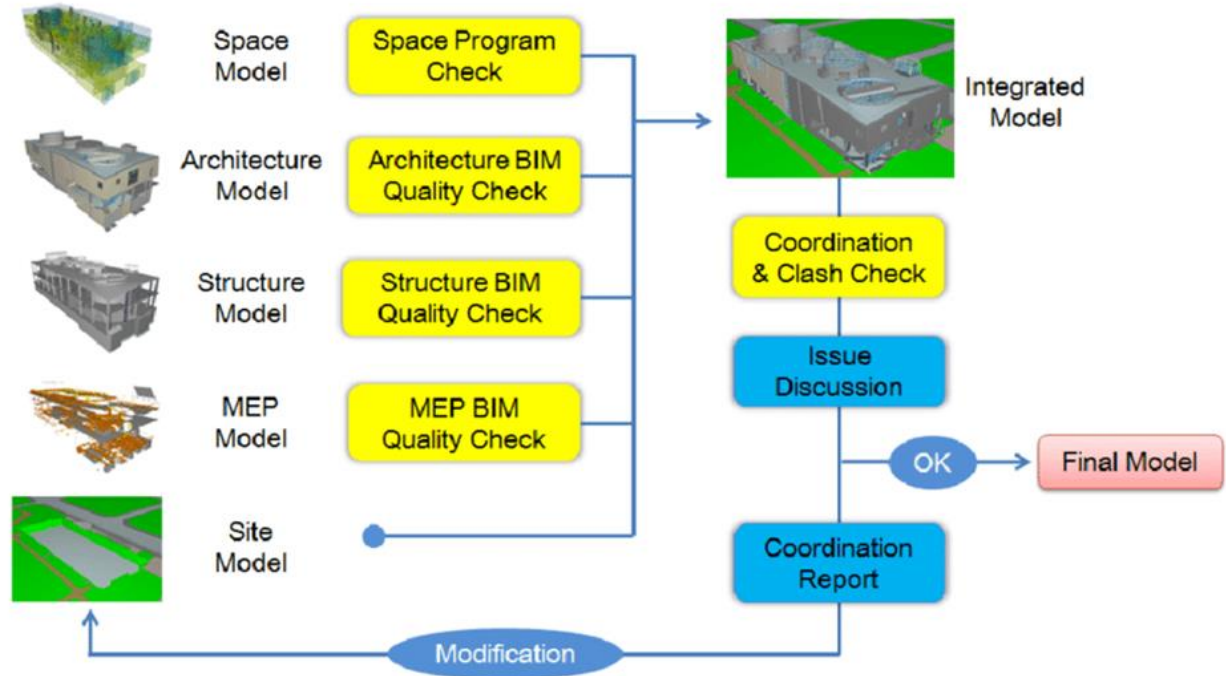 Space
Model
Space Program
Check
Architecture
Model
Architecture BIM
Quality Check
Structure
Model
Structure BIM
Quality Check
MEP
Model
MEP BIM
Quality Check
Site
Model
Integrated
Model
Coordination
& Clash Check
Issue
Discussion
OK
Final Model
Coordination
Report
Modification